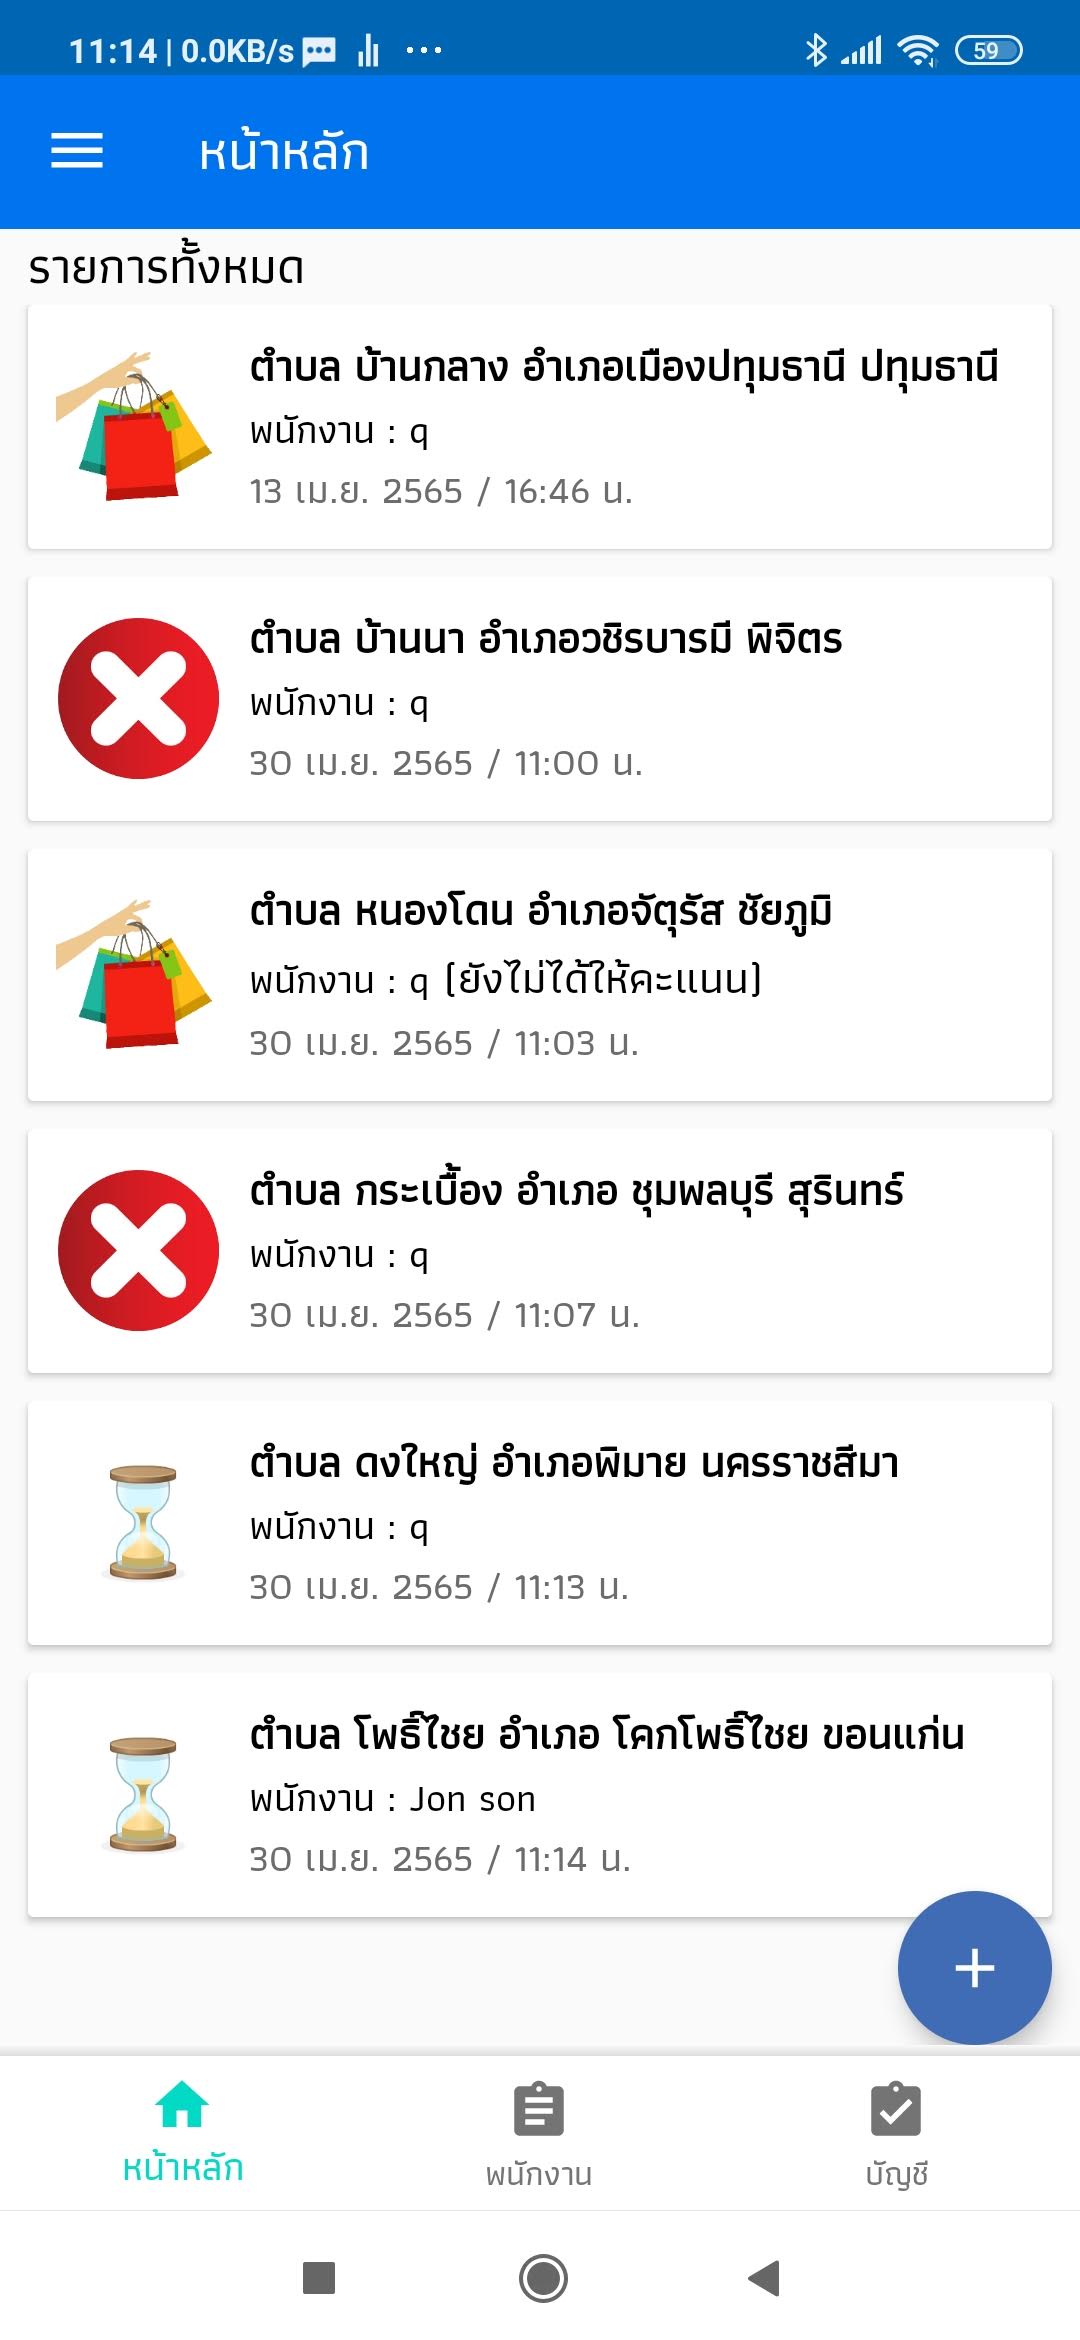 11:14 | 0.0KB/s
59
หน้าหลัก
รายการทั้งหมด
ตำบล บ้านกลาง อำเภอเมืองปทุมธานี ปทุมธานี
พนักงาน : q
13 เม.ย. 2565 / 16:46 น.
ตำบล บ้านนา อำเภอวชิรบารมี พิจิตร
พนักงาน : q
30 เม.ย. 2565 / 11:00 น.
ตำบล หนองโดน อำเภอจัตุรัส ชัยภูมิ
พนักงาน : q (ยังไม่ได้ให้คะแนน)
30 เม.ย. 2565 / 11:03 น.
ตำบล กระเบื้อง อำเภอ ชุมพลบุรี สุรินทร์
พนักงาน : q
30 เม.ย. 2565 / 11:07 น.
ตำบล ดงใหญ่ อำเภอพิมาย นครราชสีมา
พนักงาน : q
30 เม.ย. 2565 / 11:13 น.
ตำบล โพธิ์ไชย อำเภอ โคกโพธิ์ไชย ขอนแก่น
พนักงาน : Jon son
30 เม.ย. 2565 / 11:14 น.
หน้าหลัก
พนักงาน
บัญชี